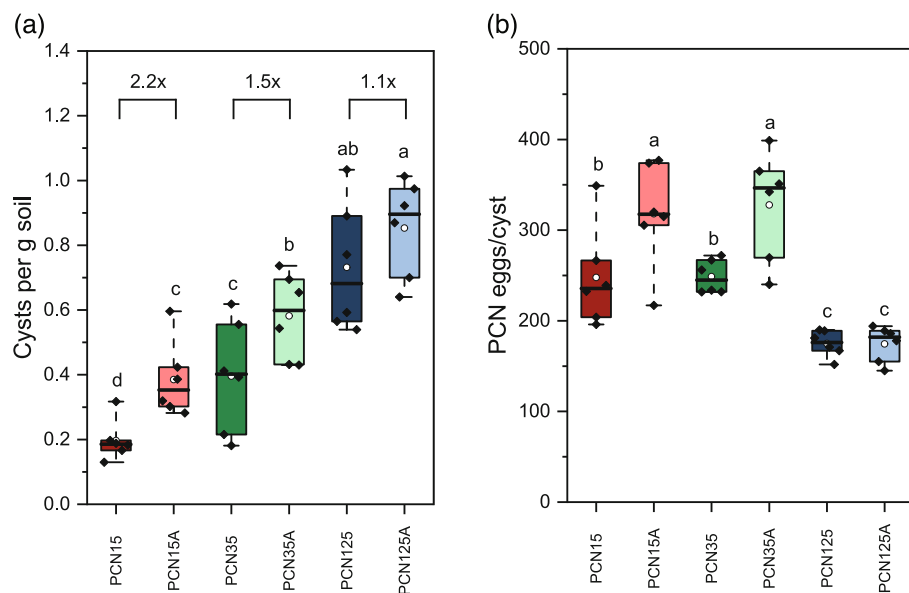 (a)
Cysts per g soil
1.4
1.2
1.0
0.8
0.6
0.4
0.2
0.0
2.2x
1.5x
1.1x
d
c
c
b
ab
a
PCN15
PCN15A
PCN35
PCN35A
PCN125
PCN125A
(b)
PCN eggs/cyst
500
400
300
200
100
0
b
a
b
a
c
c
PCN15
PCN15A
PCN35
PCN35A
PCN125
PCN125A